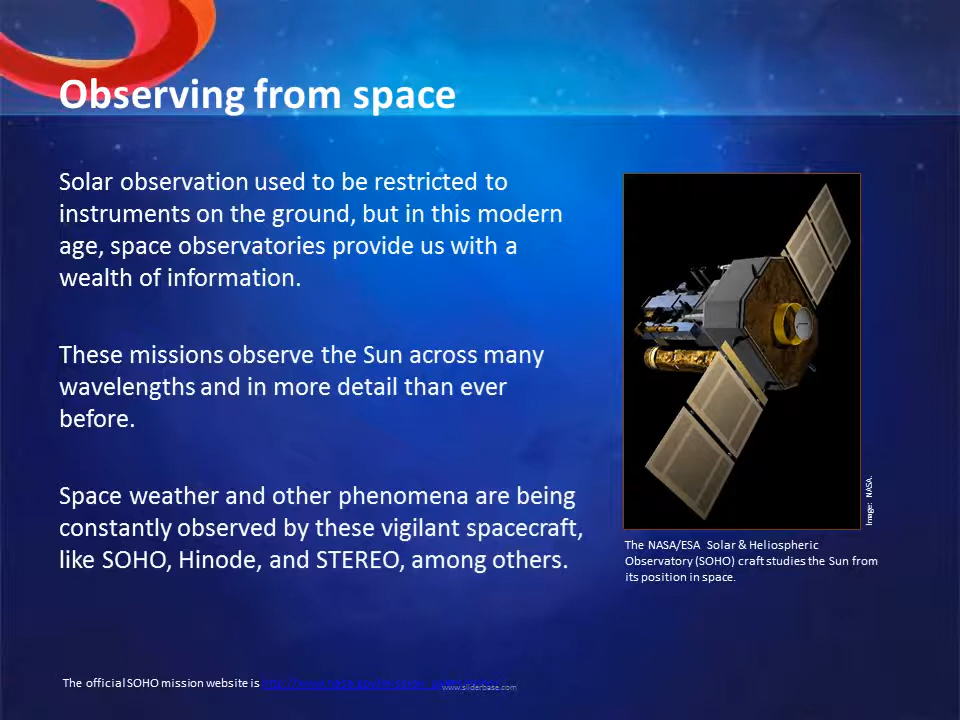 Observing from space
Solar observation used to be restricted to
instruments on the ground, but in this modern
age, space observatories provide us with a
wealth of information.
These missions observe the Sun across many
wavelengths and in more detail than ever
before.
Space weather and other phenomena are being
constantly observed by these vigilant spacecraft,
like SOHO, Hinode, and STEREO, among others.
Image: NASA.
The NASA/ESA Solar & Heliospheric
Observatory (SOHO) craft studies the Sun from
its position in space.
The official SOHO mission website is
www.sliderbase.com